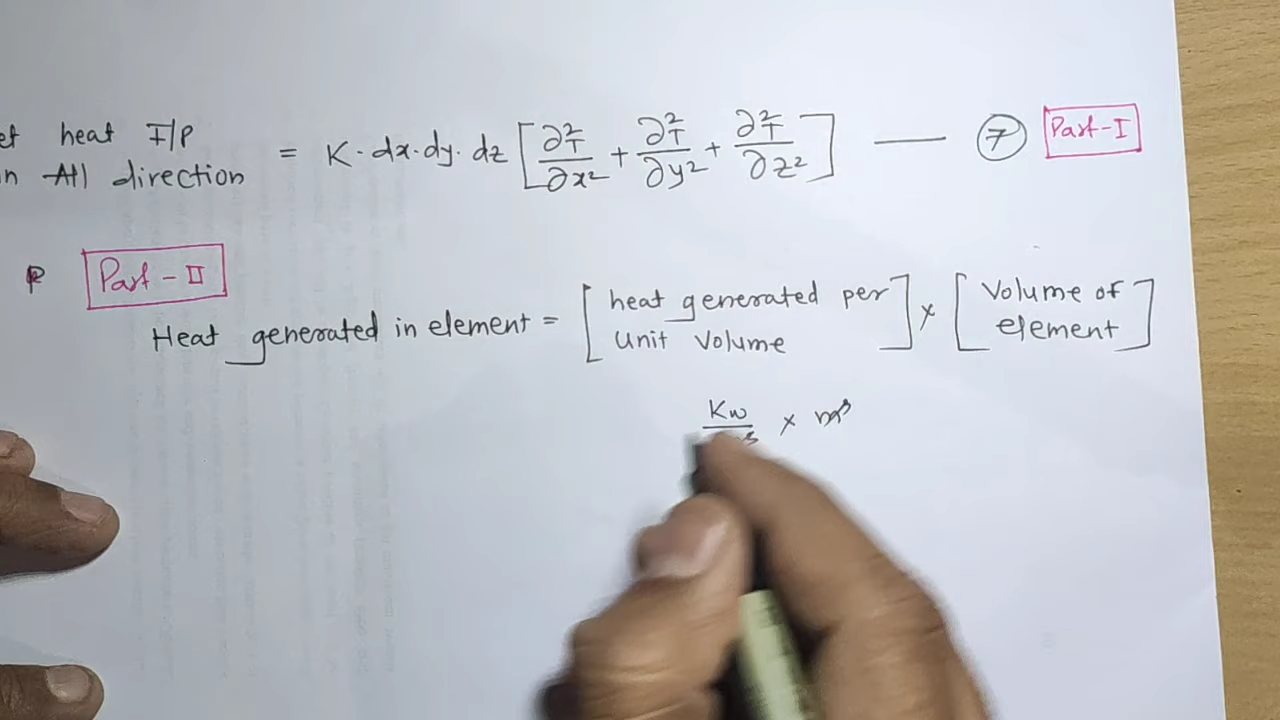 et heat I/P
n All direction = K·dx·dy·dz [∂²T/∂x² + ∂²T/∂y² + ∂²T/∂z²] — 7 Part-I
Part-II
Heat generated in element = [heat generated per Unit Volume] × [Volume of element]
Kw/m³ × m³